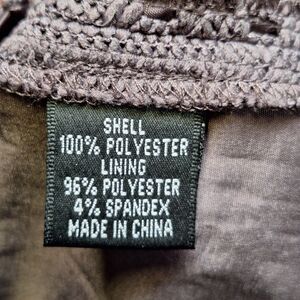 SHELL
100% POLYESTER
LINING
96% POLYESTER
4% SPANDEX
MADE IN CHINA